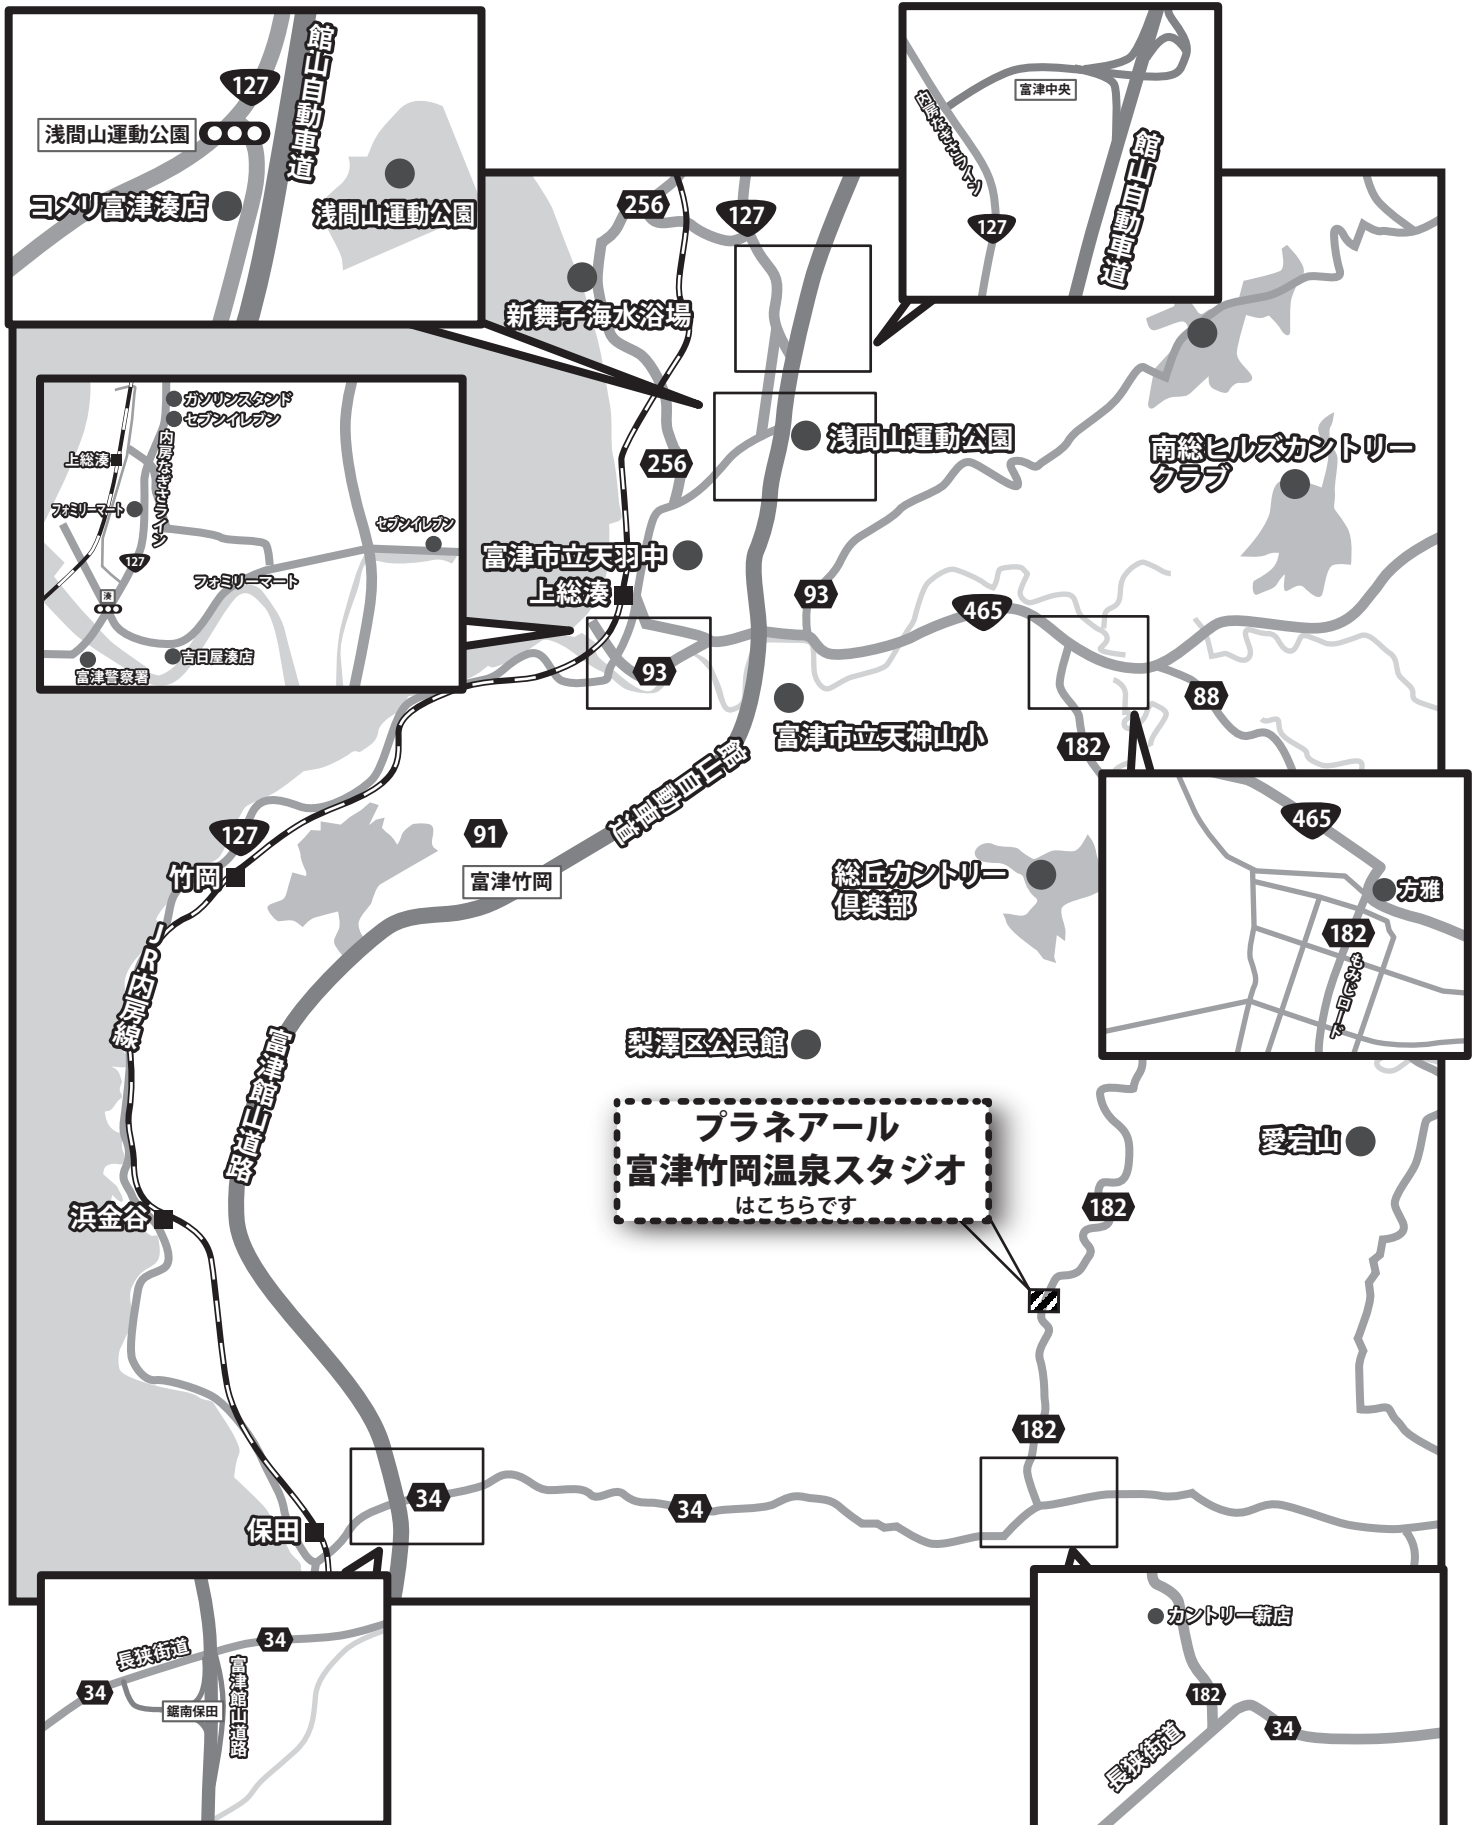 127
館山自動車道
浅間山運動公園
コメリ富津湊店
浅間山運動公園
富津中央
内房なぎさライン
127
館山自動車道
256
127
新舞子海水浴場
浅間山運動公園
256
南総ヒルズカントリー
クラブ
ガソリンスタンド
セブンイレブン
内房なぎさライン
上総湊
フォミリーマート
セブンイレブン
127
フォミリーマート
湊
吉日屋湊店
富津警察署
富津市立天羽中
上総湊
93
465
93
88
富津市立天神山小
182
館山自動車道
127
91
竹岡
富津竹岡
総丘カントリー
倶楽部
465
方雅
182
もみじロード
JR内房線
富津館山道路
梨澤区公民館
プラネアール
富津竹岡温泉スタジオ
はこちらです
愛宕山
182
浜金谷
182
34
34
保田
長狭街道
34
34
富津館山道路
鋸南保田
カントリー薪店
182
34
長狭街道